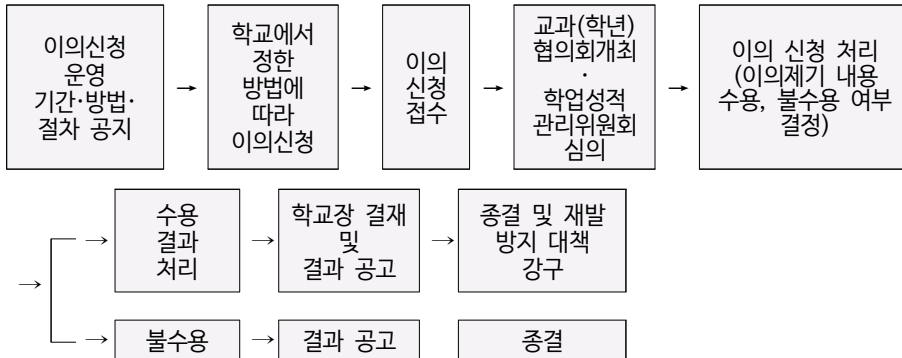 이의신청
운영
기간·방법·
절차 공지
→
학교에서
정한
방법에
따라
이의신청
→
이의
신청
접수
→
교과(학년)
협의회개최
·
학업성적
관리위원회
심의
→
이의 신청 처리
(이의제기 내용
수용, 불수용 여부
결정)
→
→
수용
결과
처리
→
학교장 결재
및
결과 공고
→
종결 및 재발
방지 대책
강구
→
불수용
→
결과 공고
종결